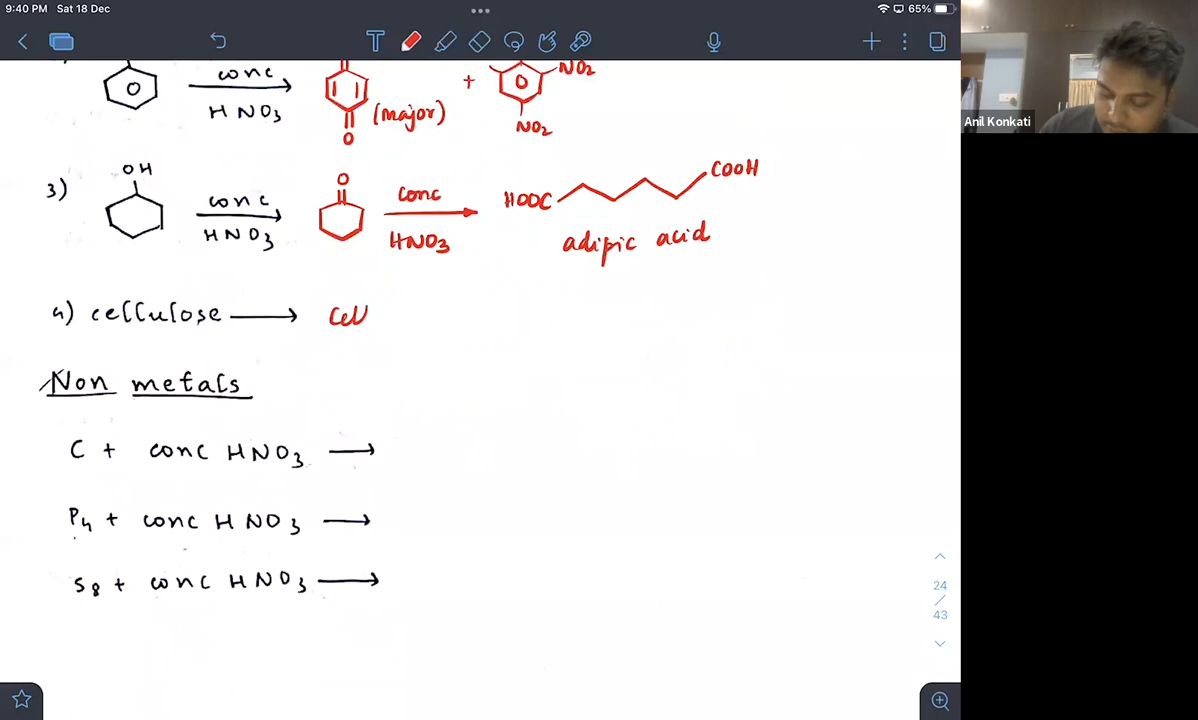 9:40 PM Sat 18 Dec
65%
Anil Konkati
conc
HNO3
O
(major)
+
NO2
NO2
3)
OH
conc
HNO3
O
conc
HNO3
HOOC
COOH
adipic acid
4) cellulose ⟶ Cell
Non metals
C + conc HNO3 ⟶
P4 + conc HNO3 ⟶
S8 + conc HNO3 ⟶
24
/
43